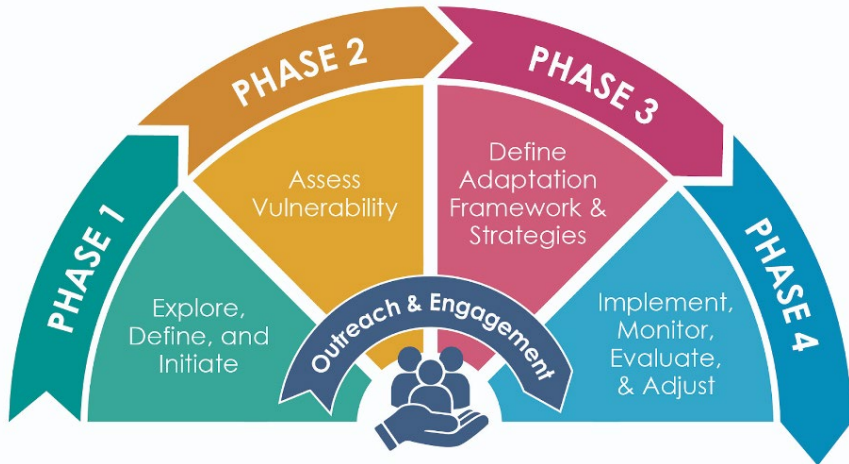 PHASE 1
Explore,
Define, and
Initiate
PHASE 2
Assess
Vulnerability
PHASE 3
Define
Adaptation
Framework &
Strategies
PHASE 4
Implement,
Monitor,
Evaluate,
& Adjust
Outreach & Engagement